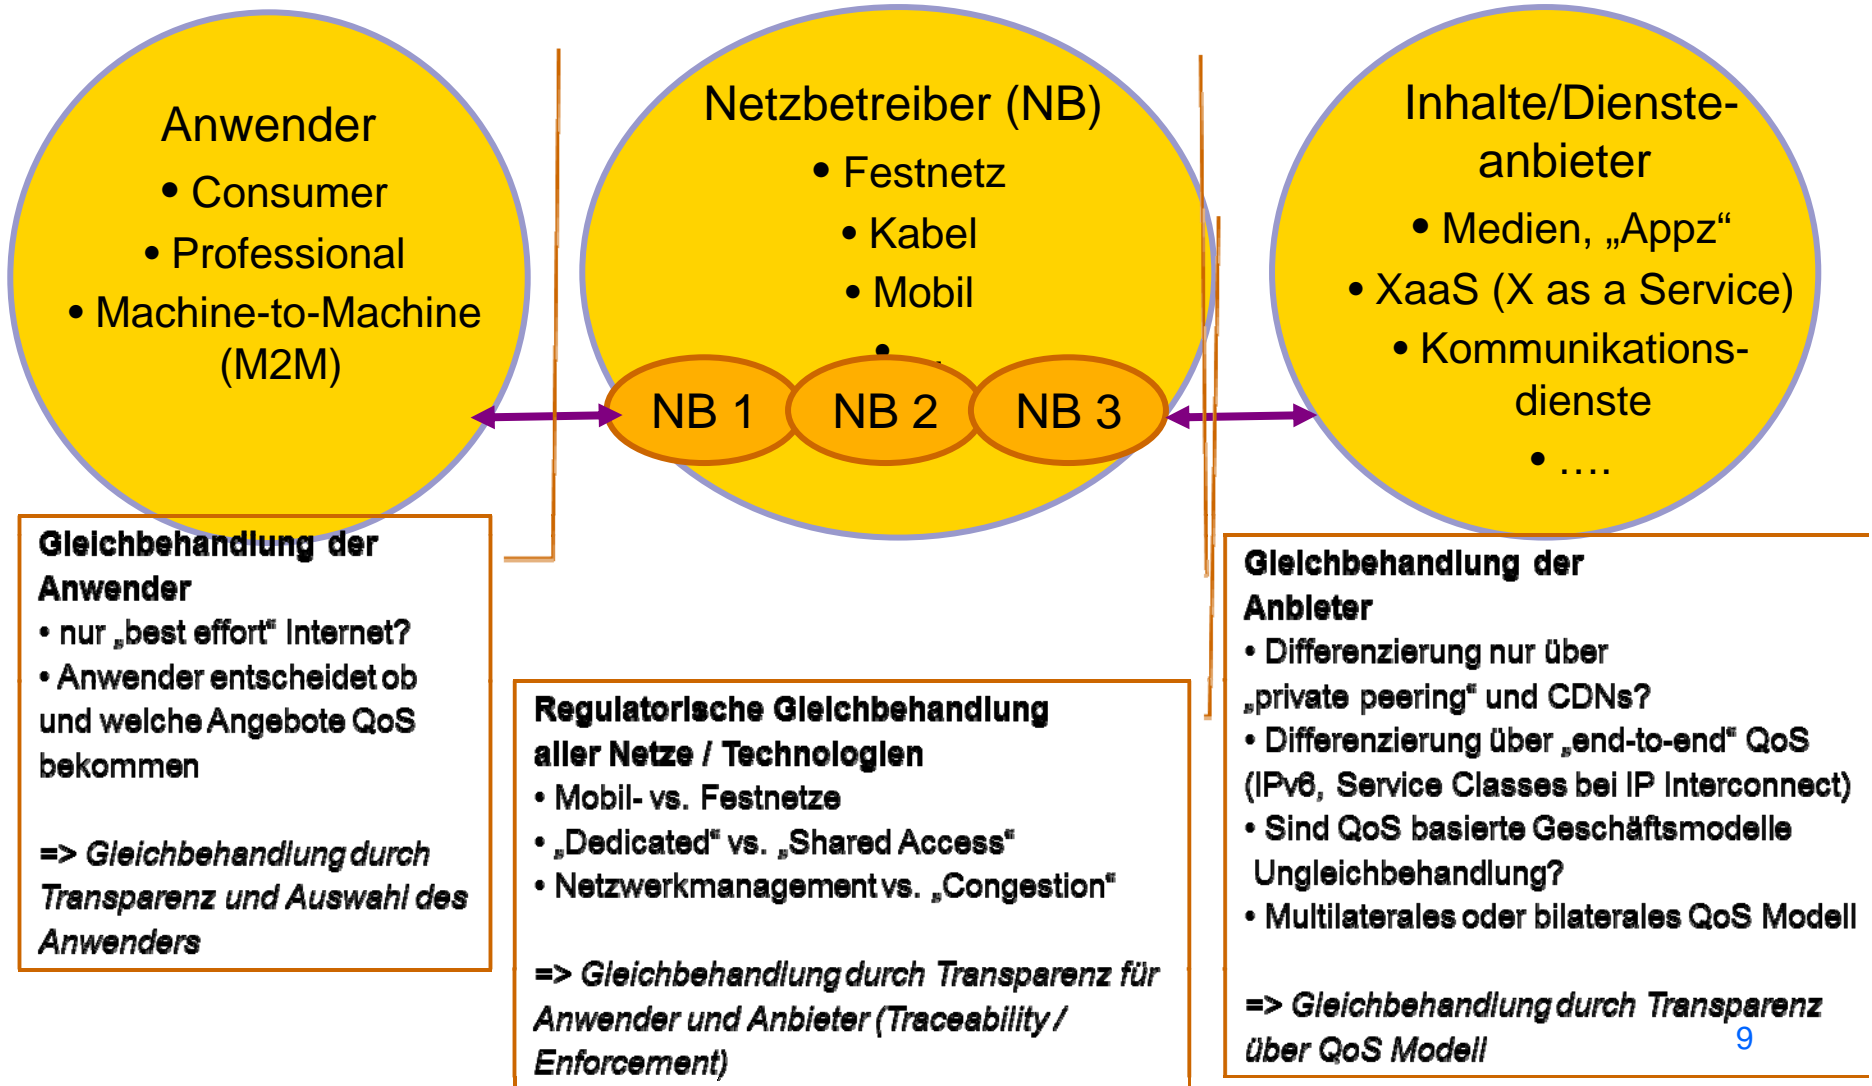 Anwender
• Consumer
• Professional
• Machine-to-Machine
(M2M)
Netzbetreiber (NB)
• Festnetz
• Kabel
• Mobil
•
NB 1
NB 2
NB 3
Inhalte/Dienste-
anbieter
• Medien, „Appz“
• XaaS (X as a Service)
• Kommunikations-
dienste
• ….
Gleichbehandlung der
Anwender
• nur „best effort“ Internet?
• Anwender entscheidet ob
und welche Angebote QoS
bekommen
=> Gleichbehandlung durch
Transparenz und Auswahl des
Anwenders
Regulatorische Gleichbehandlung
aller Netze / Technologien
• Mobil- vs. Festnetze
• „Dedicated“ vs. „Shared Access“
• Netzwerkmanagement vs. „Congestion“
=> Gleichbehandlung durch Transparenz für
Anwender und Anbieter (Traceability /
Enforcement)
Gleichbehandlung der
Anbieter
• Differenzierung nur über
„private peering“ und CDNs?
• Differenzierung über „end-to-end“ QoS
(IPv6, Service Classes bei IP Interconnect)
• Sind QoS basierte Geschäftsmodelle
Ungleichbehandlung?
• Multilaterales oder bilaterales QoS Modell
=> Gleichbehandlung durch Transparenz
über QoS Modell
9